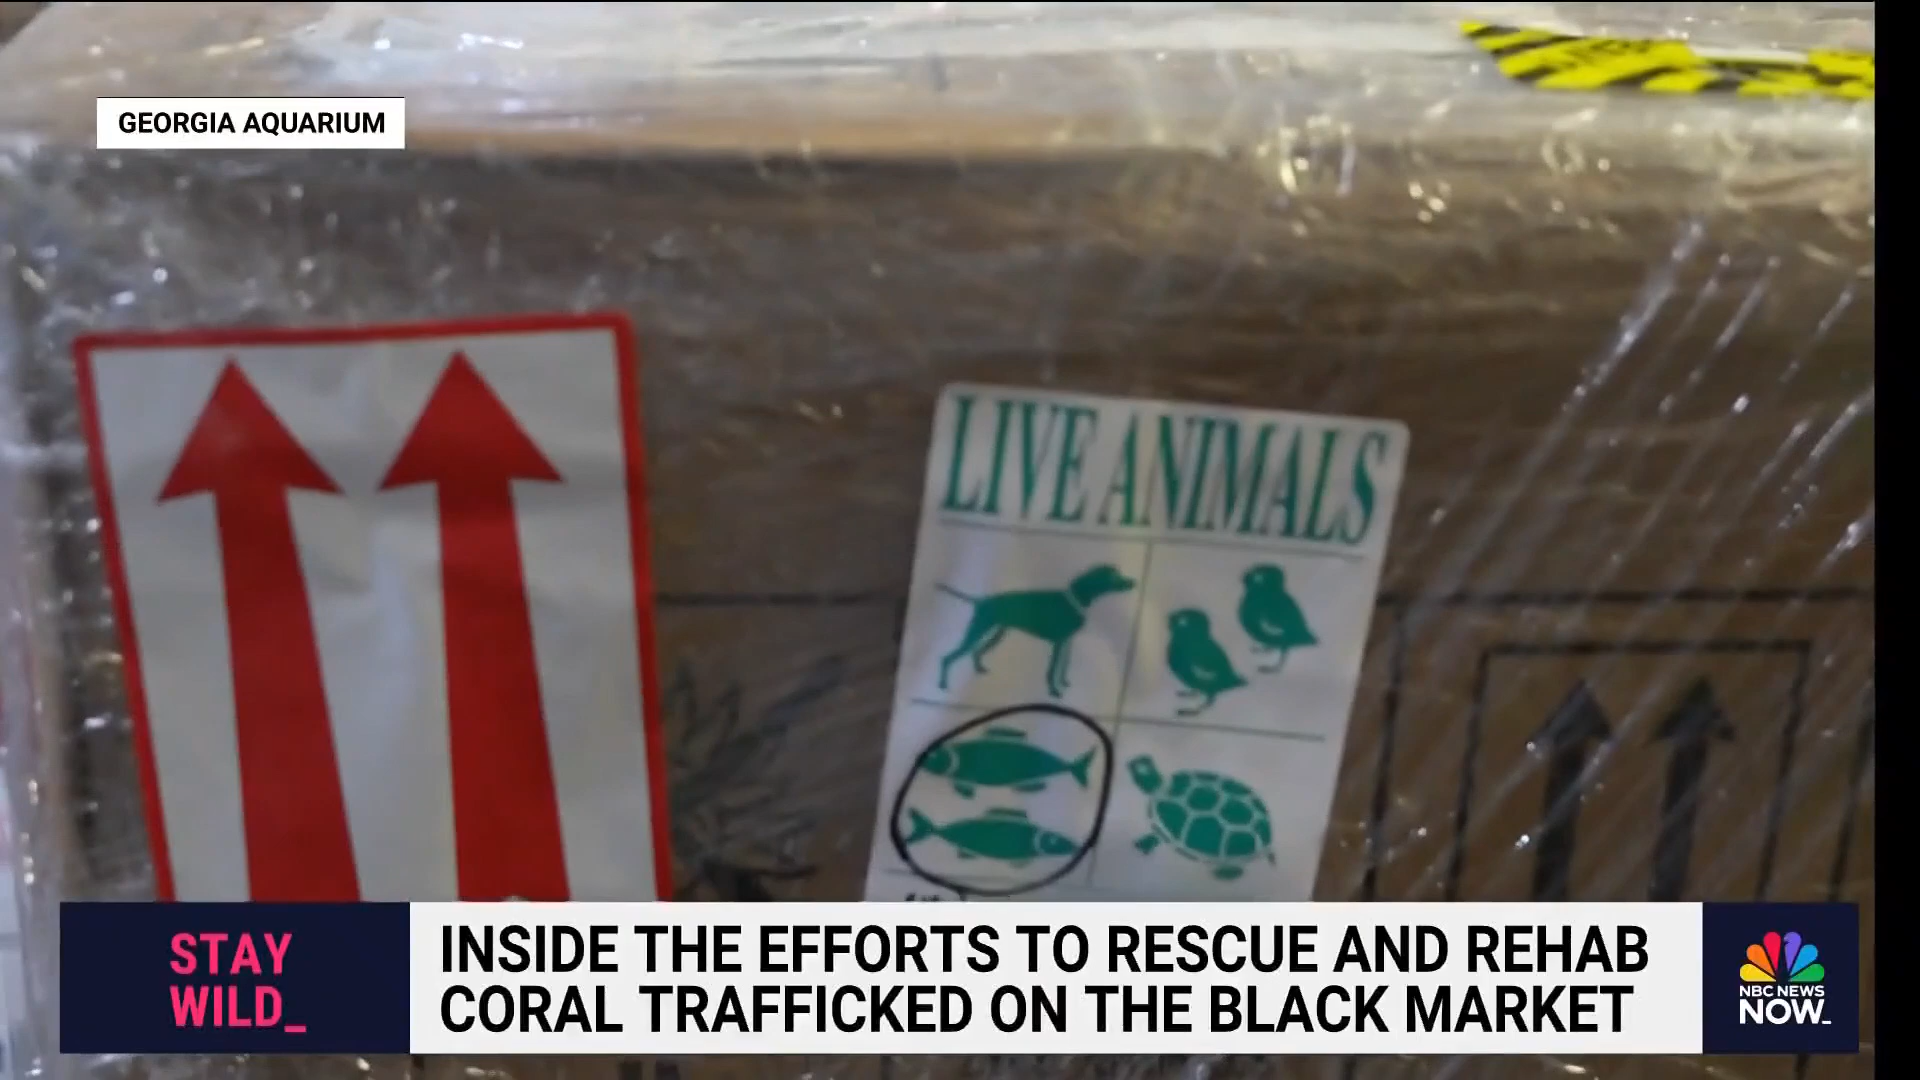 GEORGIA AQUARIUM
LIVE ANIMALS
STAY
WILD_
INSIDE THE EFFORTS TO RESCUE AND REHAB
CORAL TRAFFICKED ON THE BLACK MARKET
NBC NEWS
NOW_